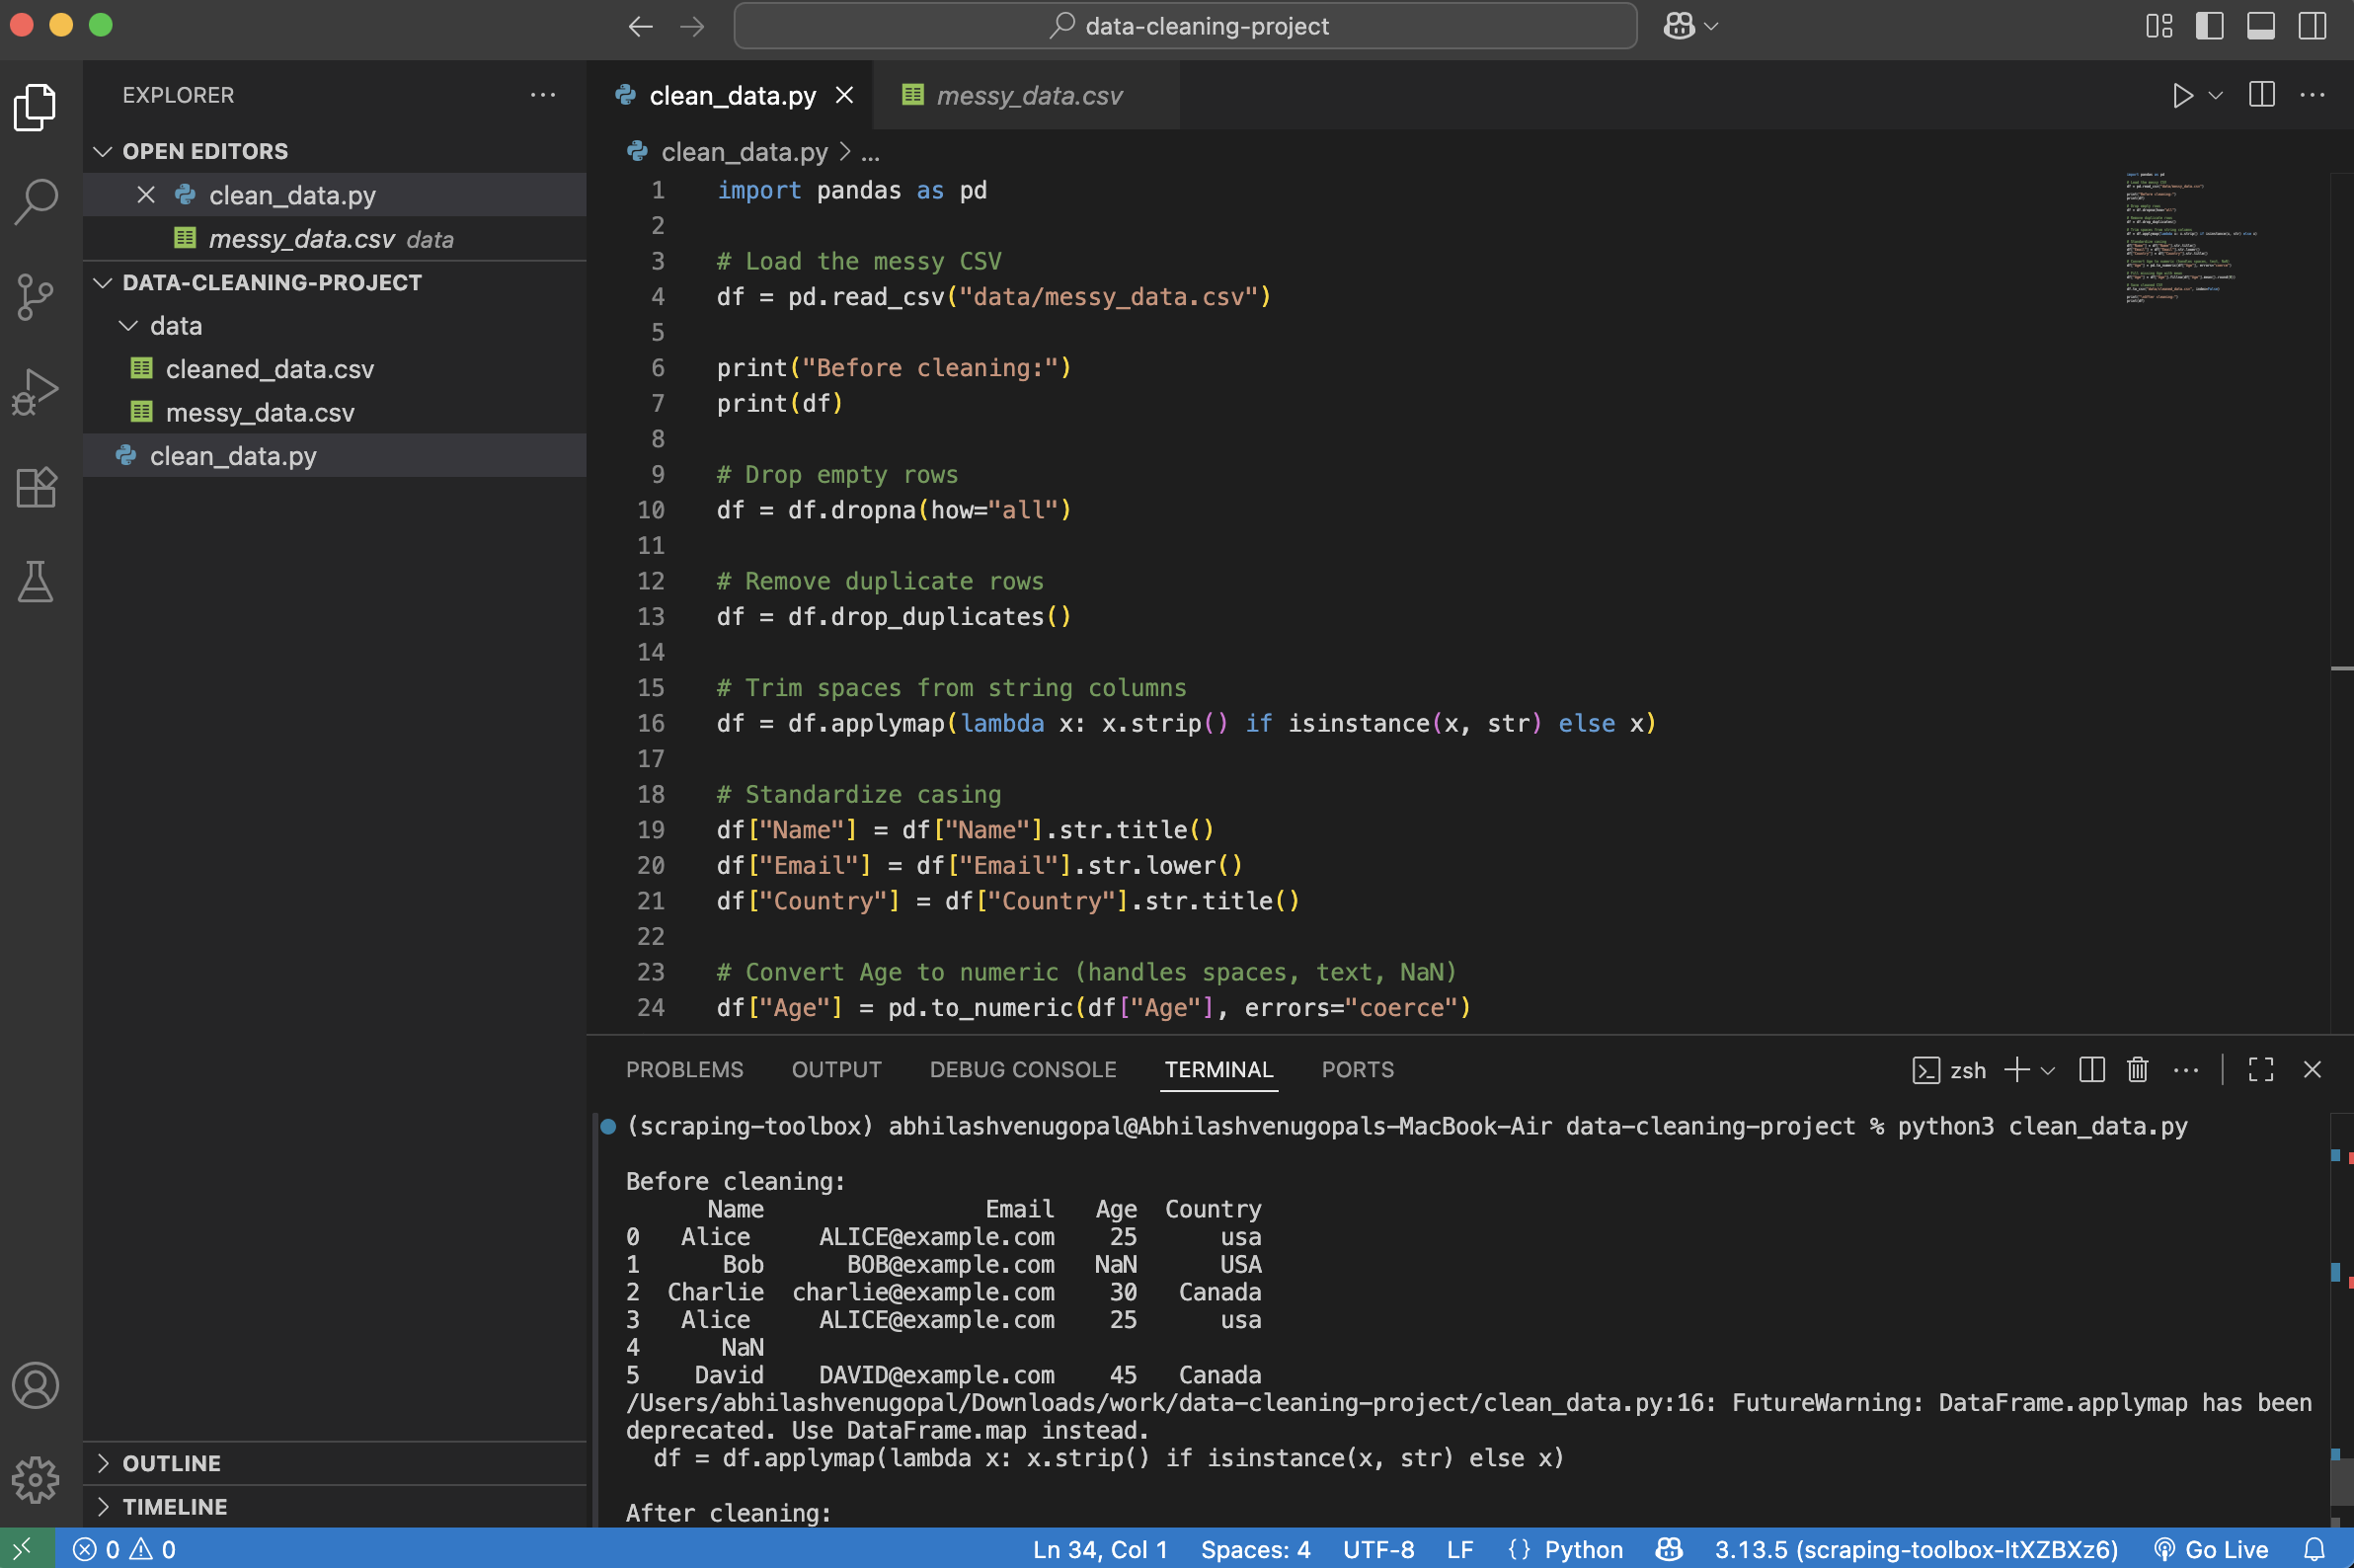 data-cleaning-project
EXPLORER
OPEN EDITORS
clean_data.py
messy_data.csv data
DATA-CLEANING-PROJECT
data
cleaned_data.csv
messy_data.csv
clean_data.py
OUTLINE
TIMELINE
clean_data.py
messy_data.csv
clean_data.py > ...
1 import pandas as pd
2
3 # Load the messy CSV
4 df = pd.read_csv("data/messy_data.csv")
5
6 print("Before cleaning:")
7 print(df)
8
9 # Drop empty rows
10 df = df.dropna(how="all")
11
12 # Remove duplicate rows
13 df = df.drop_duplicates()
14
15 # Trim spaces from string columns
16 df = df.applymap(lambda x: x.strip() if isinstance(x, str) else x)
17
18 # Standardize casing
19 df["Name"] = df["Name"].str.title()
20 df["Email"] = df["Email"].str.lower()
21 df["Country"] = df["Country"].str.title()
22
23 # Convert Age to numeric (handles spaces, text, NaN)
24 df["Age"] = pd.to_numeric(df["Age"], errors="coerce")
PROBLEMS OUTPUT DEBUG CONSOLE TERMINAL PORTS
zsh
(scraping-toolbox) abhilashvenugopal@Abhilashvenugopals-MacBook-Air data-cleaning-project % python3 clean_data.py
Before cleaning:
Name Email Age Country
0 Alice ALICE@example.com 25 usa
1 Bob BOB@example.com NaN USA
2 Charlie charlie@example.com 30 Canada
3 Alice ALICE@example.com 25 usa
4 NaN
5 David DAVID@example.com 45 Canada
/Users/abhilashvenugopal/Downloads/work/data-cleaning-project/clean_data.py:16: FutureWarning: DataFrame.applymap has been
deprecated. Use DataFrame.map instead.
df = df.applymap(lambda x: x.strip() if isinstance(x, str) else x)
After cleaning:
0 0
Ln 34, Col 1 Spaces: 4 UTF-8 LF {} Python 3.13.5 (scraping-toolbox-ltXZBXz6) Go Live